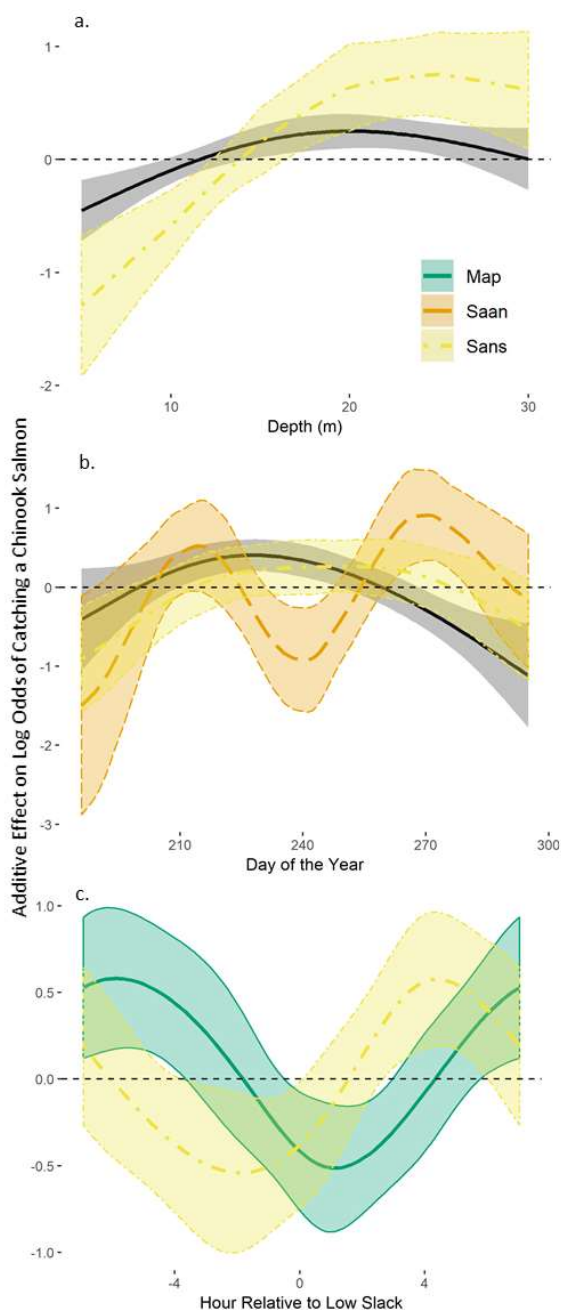 a.
1
0
-1
-2
10
20
30
Depth (m)
Map
Saan
Sans
Additive Effect on Log Odds of Catching a Chinook Salmon
b.
1
0
-1
-2
-3
210
240
270
300
Day of the Year
c.
1.0
0.5
0.0
-0.5
-1.0
-4
0
4
Hour Relative to Low Slack